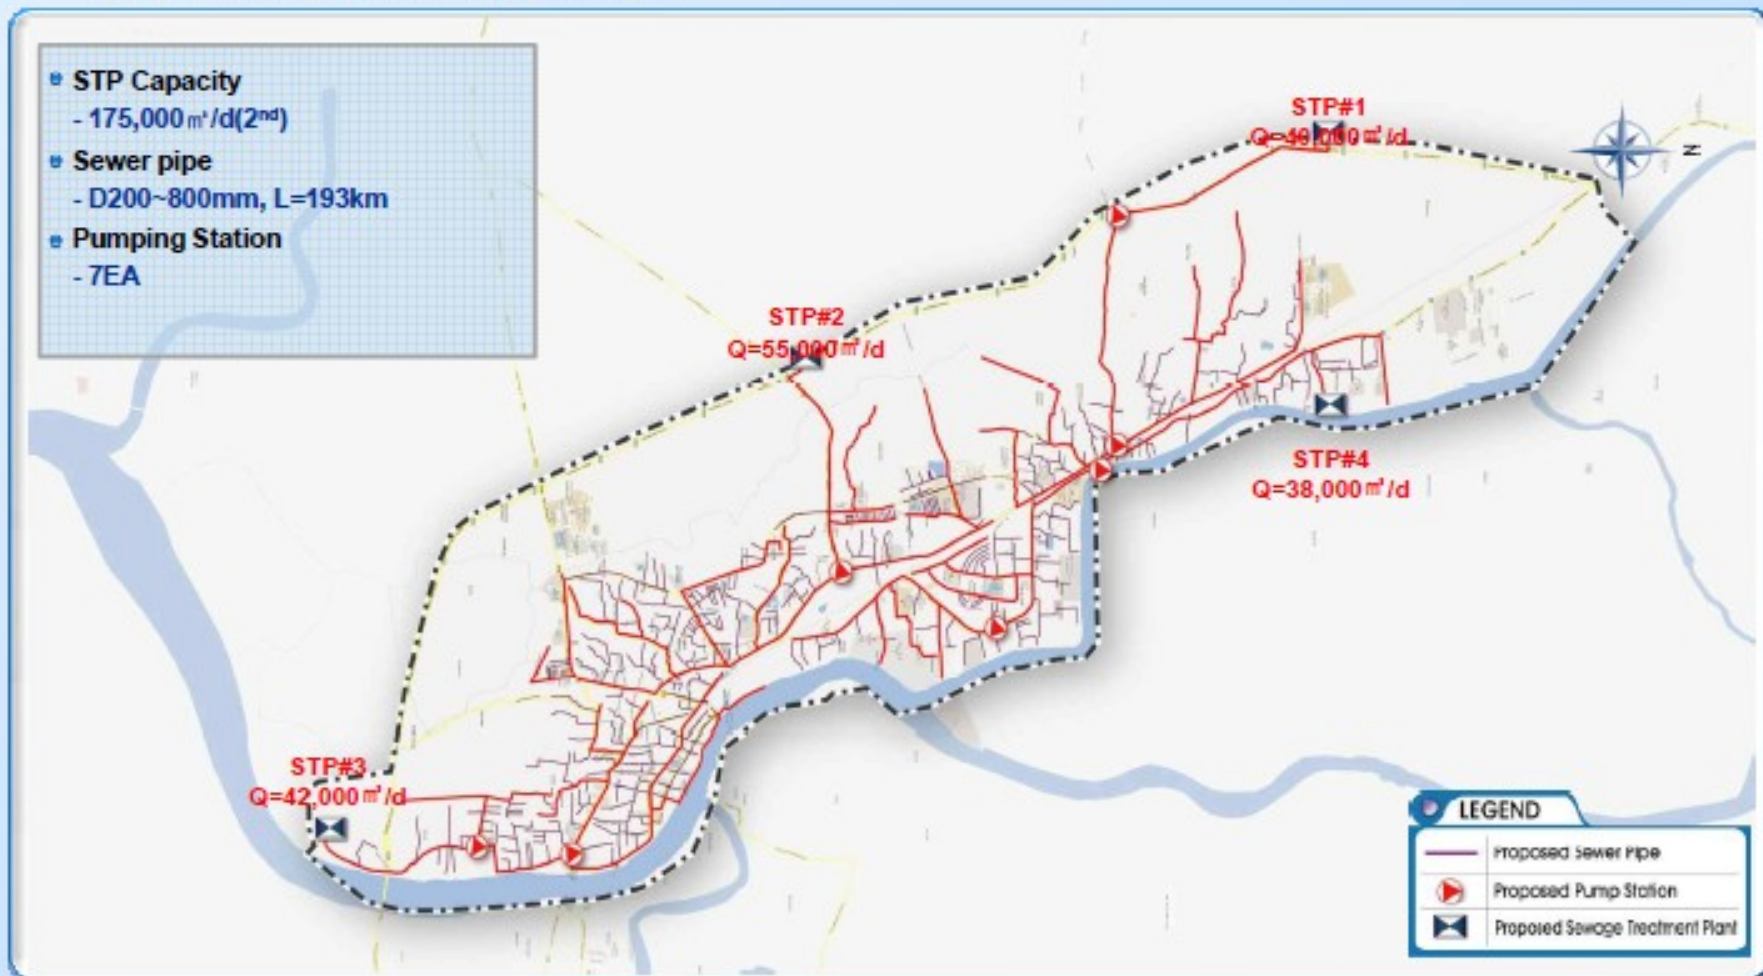 STP Capacity
- 175,000㎥/d(2nd)
Sewer pipe
- D200~800mm, L=193km
Pumping Station
- 7EA
STP#1
Q=40,000㎥/d
N
STP#2
Q=55,000㎥/d
STP#4
Q=38,000㎥/d
STP#3
Q=42,000㎥/d
LEGEND
Proposed Sewer Pipe
Proposed Pump Station
Proposed Sewage Treatment Plant